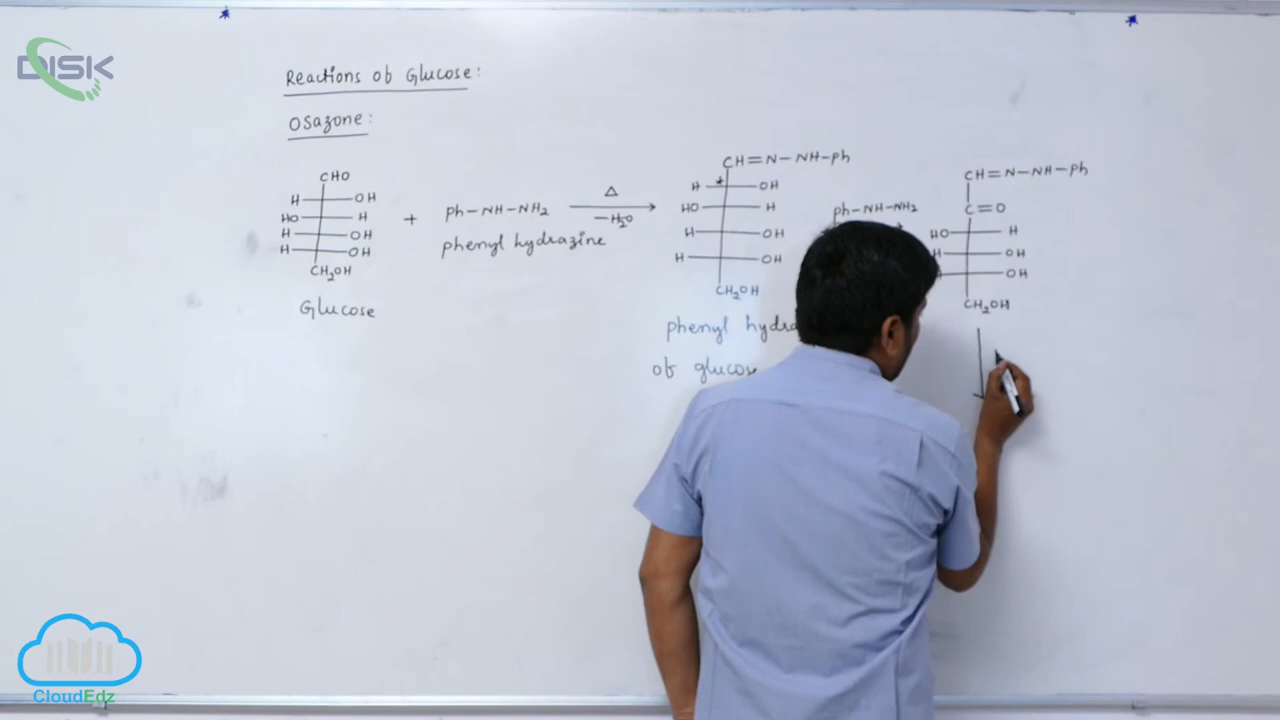 DISK
Reactions of Glucose:
Osazone:
CHO
H OH
HO H
H OH
H OH
CH2OH
Glucose
+
Ph-NH-NH2
phenyl hydrazine
△
-H2O
CH=N-NH-Ph
H OH
HO H
H OH
H OH
CH2OH
phenyl
of glucose
Ph-NH-NH2
CH=N-NH-Ph
C=O
HO H
H OH
OH
CH2OH
CloudEdz